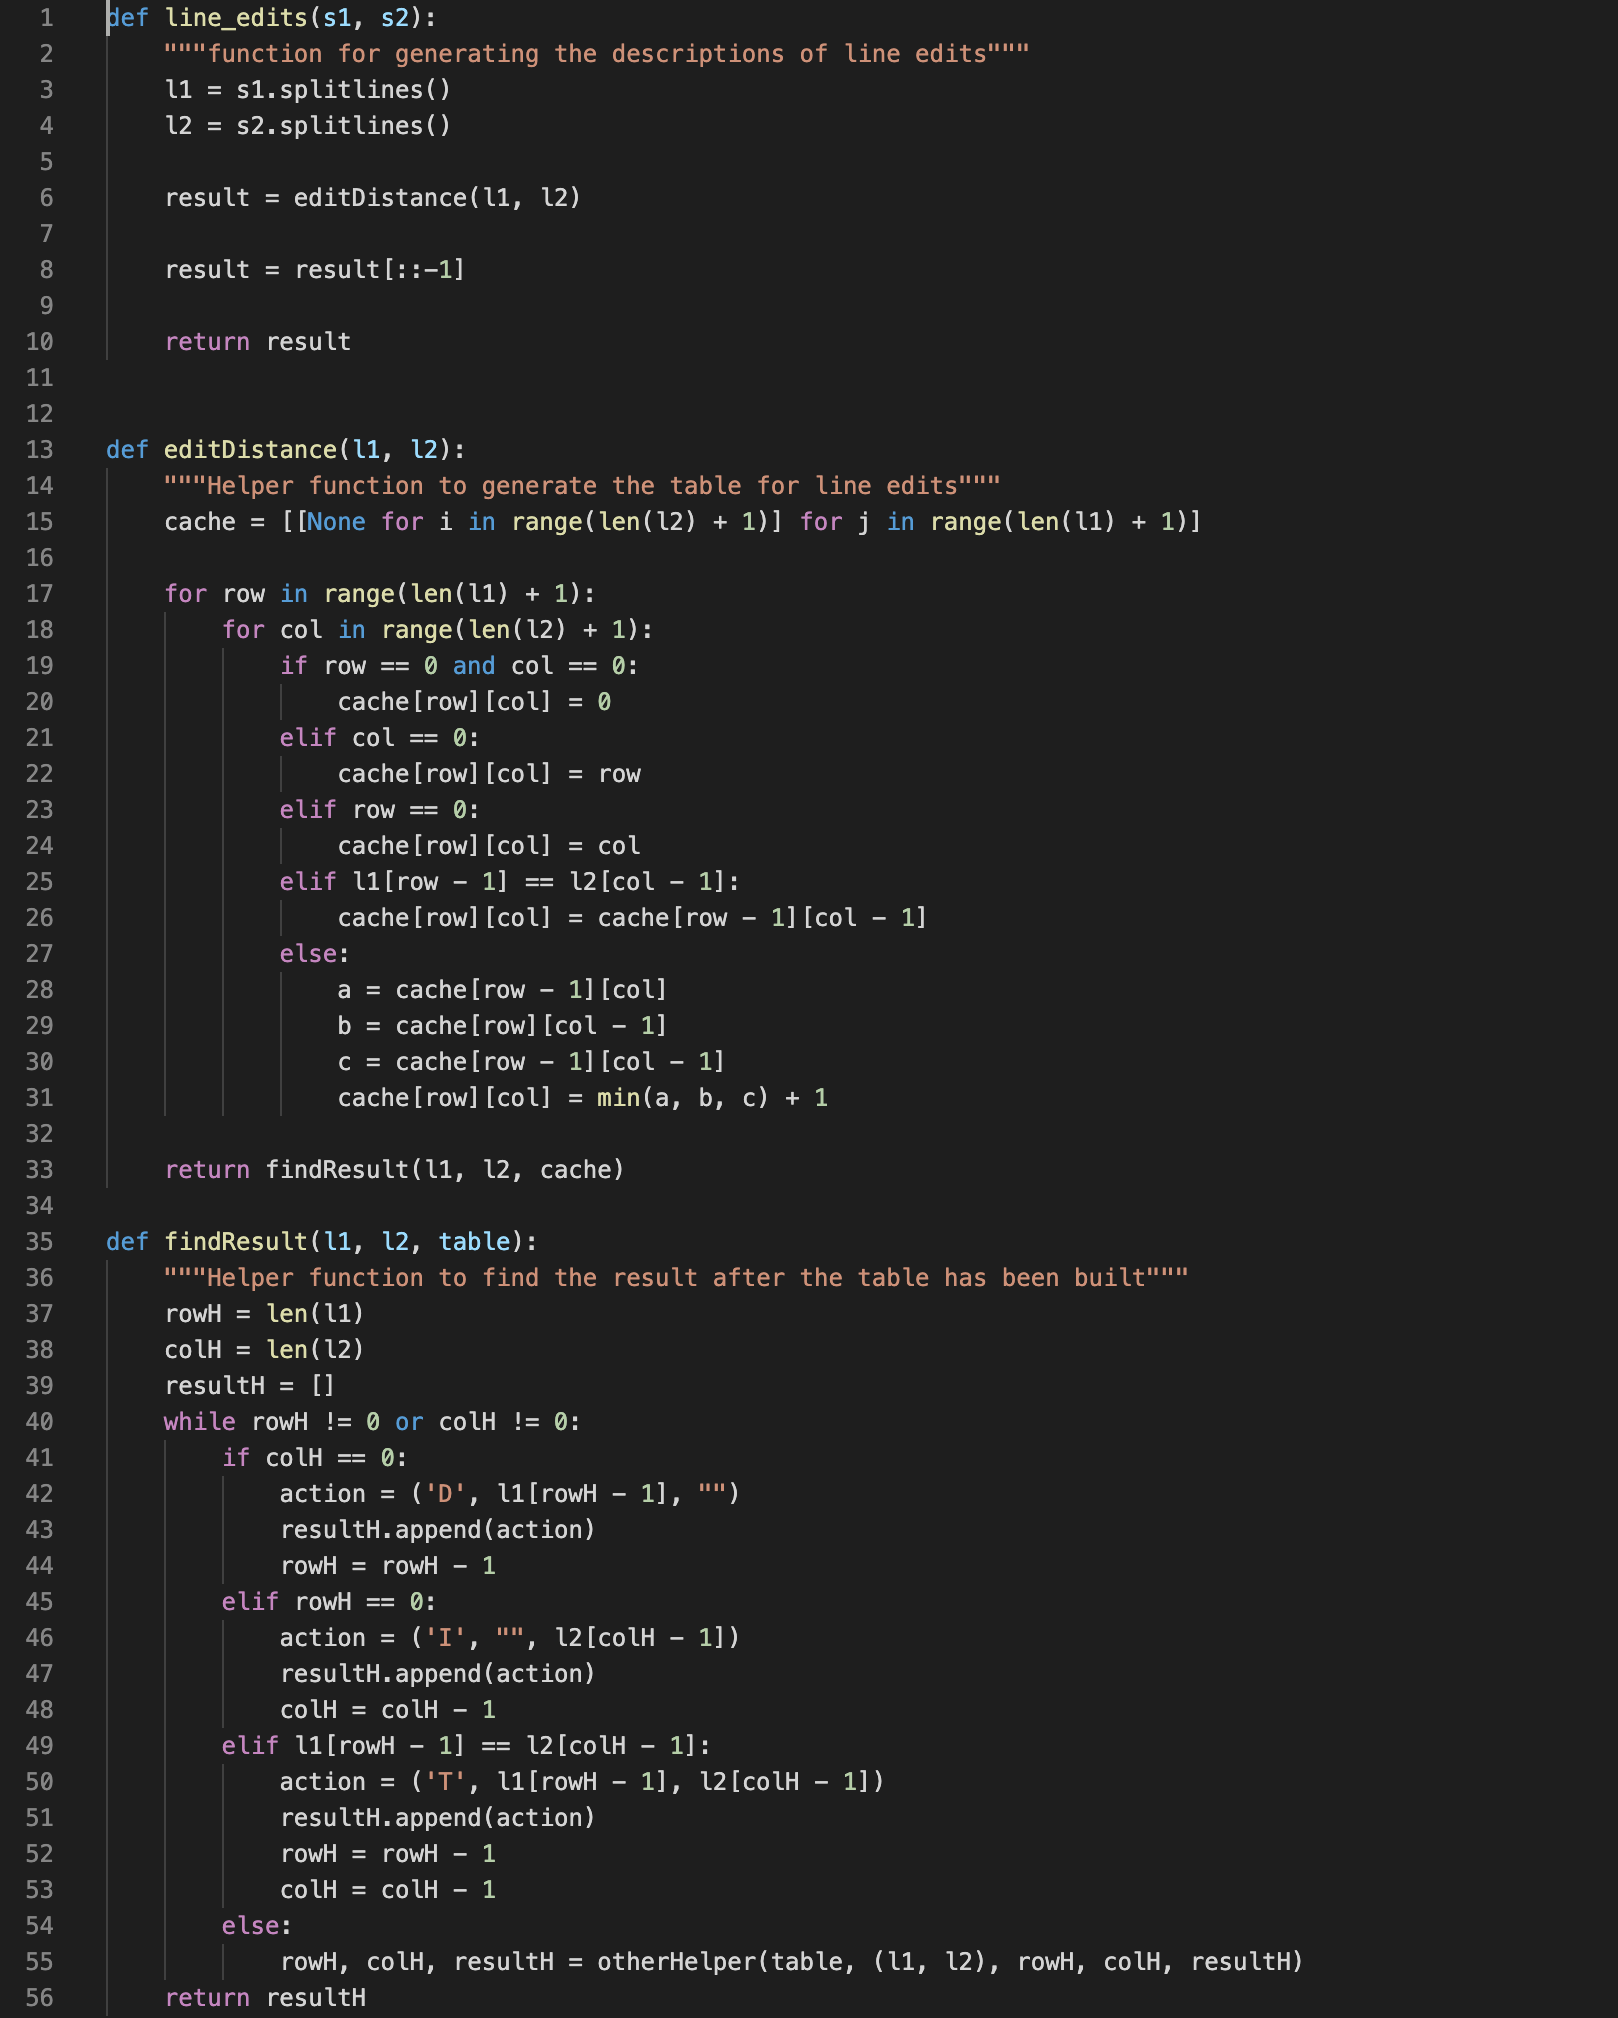 1 def line_edits(s1, s2):
2     """function for generating the descriptions of line edits"""
3     l1 = s1.splitlines()
4     l2 = s2.splitlines()
5
6     result = editDistance(l1, l2)
7
8     result = result[::-1]
9
10     return result
11
12
13 def editDistance(l1, l2):
14     """Helper function to generate the table for line edits"""
15     cache = [[None for i in range(len(l2) + 1)] for j in range(len(l1) + 1)]
16
17     for row in range(len(l1) + 1):
18         for col in range(len(l2) + 1):
19             if row == 0 and col == 0:
20                 cache[row][col] = 0
21             elif col == 0:
22                 cache[row][col] = row
23             elif row == 0:
24                 cache[row][col] = col
25             elif l1[row - 1] == l2[col - 1]:
26                 cache[row][col] = cache[row - 1][col - 1]
27             else:
28                 a = cache[row - 1][col]
29                 b = cache[row][col - 1]
30                 c = cache[row - 1][col - 1]
31                 cache[row][col] = min(a, b, c) + 1
32
33     return findResult(l1, l2, cache)
34
35 def findResult(l1, l2, table):
36     """Helper function to find the result after the table has been built"""
37     rowH = len(l1)
38     colH = len(l2)
39     resultH = []
40     while rowH != 0 or colH != 0:
41         if colH == 0:
42             action = ('D', l1[rowH - 1], "")
43             resultH.append(action)
44             rowH = rowH - 1
45         elif rowH == 0:
46             action = ('I', "", l2[colH - 1])
47             resultH.append(action)
48             colH = colH - 1
49         elif l1[rowH - 1] == l2[colH - 1]:
50             action = ('T', l1[rowH - 1], l2[colH - 1])
51             resultH.append(action)
52             rowH = rowH - 1
53             colH = colH - 1
54         else:
55             rowH, colH, resultH = otherHelper(table, (l1, l2), rowH, colH, resultH)
56     return resultH